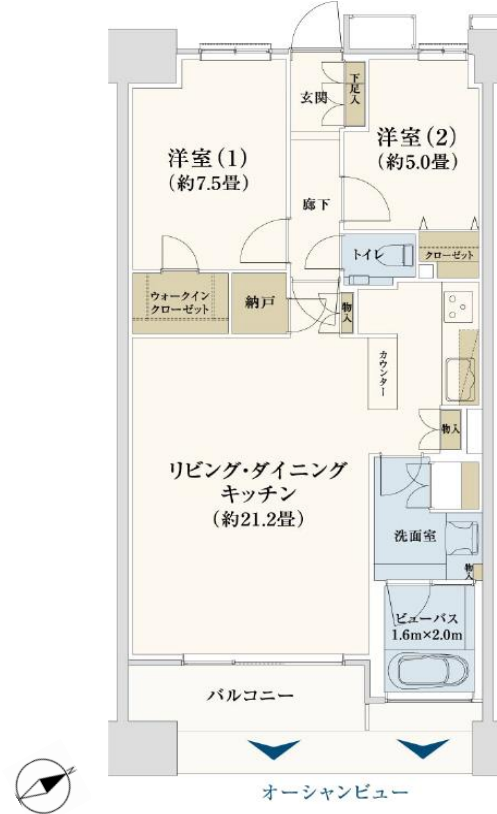 玄関
下足入
洋室(1)
(約7.5畳)
洋室(2)
(約5.0畳)
廊下
トイレ
クローゼット
ウォークイン
クローゼット
納戸
物入
カウンター
物入
リビング・ダイニング
キッチン
(約21.2畳)
洗面室
物入
ビューバス
1.6m×2.0m
バルコニー
オーシャンビュー
N